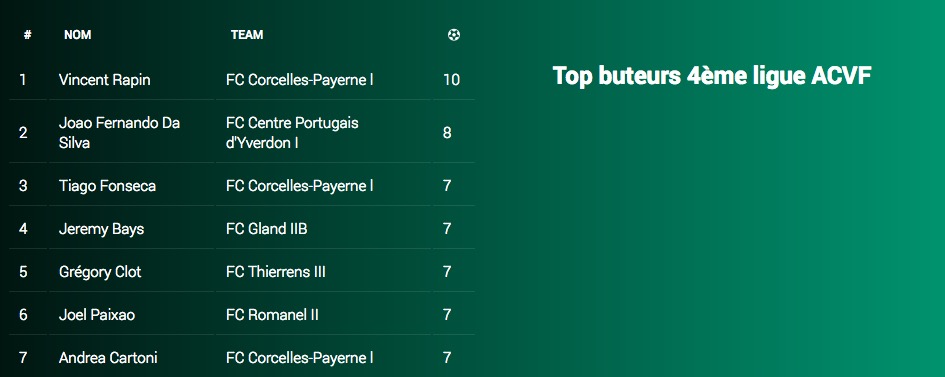 # NOM TEAM
1 Vincent Rapin FC Corcelles-Payerne I 10
2 Joao Fernando Da Silva FC Centre Portugais d'Yverdon I 8
3 Tiago Fonseca FC Corcelles-Payerne I 7
4 Jeremy Bays FC Gland IIB 7
5 Grégory Clot FC Thierrens III 7
6 Joel Paixao FC Romanel II 7
7 Andrea Cartoni FC Corcelles-Payerne I 7
Top buteurs 4ème ligue ACVF